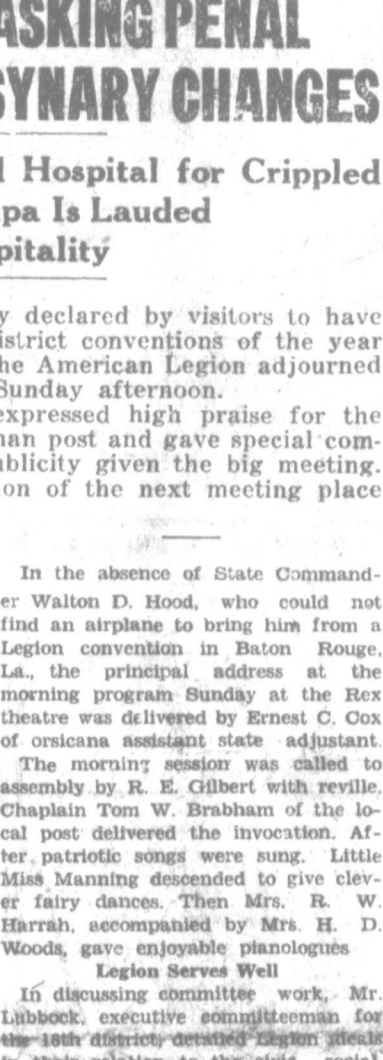 ASKING PENAL
SYNARY CHANGES
l Hospital for Crippled
pa Is Lauded
pitality
y declared by visitors to have
istrict conventions of the year
he American Legion adjourned
Sunday afternoon.
expressed high praise for the
nan post and gave special com-
ublicity given the big meeting.
ion of the next meeting place
In the absence of State Command-
er Walton D. Hood, who could not
find an airplane to bring him from a
Legion convention in Baton Rouge,
La., the principal address at the
morning program Sunday at the Rex
theatre was delivered by Ernest C. Cox
of orsicana assistant state adjustant.
The morning session was called to
assembly by R. E. Gilbert with reville.
Chaplain Tom W. Brabham of the lo-
cal post delivered the invocation. Af-
ter patriotic songs were sung. Little
Miss Manning descended to give clev-
er fairy dances. Then Mrs. R. W.
Harrah, accompanied by Mrs. H. D.
Woods, gave enjoyable pianologues
Legion Serves Well
In discussing committee work, Mr.
Lubbock, executive committeeman for
the 18th district, detailed Legion ideals
in their relation to the